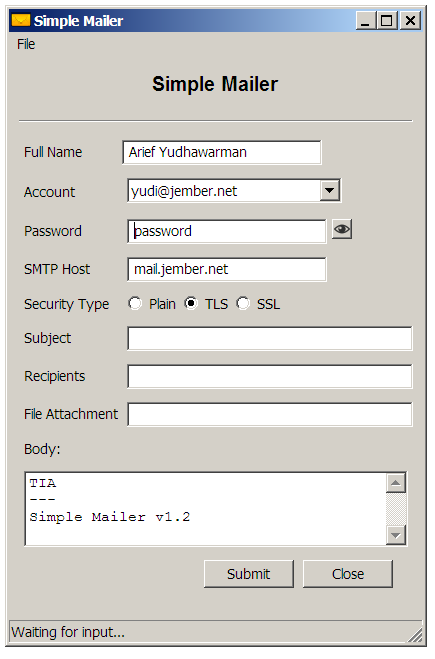 Simple Mailer
File
Simple Mailer
Full Name Arief Yudhawarman
Account yudi@jember.net
Password password
SMTP Host mail.jember.net
Security Type Plain TLS SSL
Subject
Recipients
File Attachment
Body:
TIA
---
Simple Mailer v1.2
Submit Close
Waiting for input...